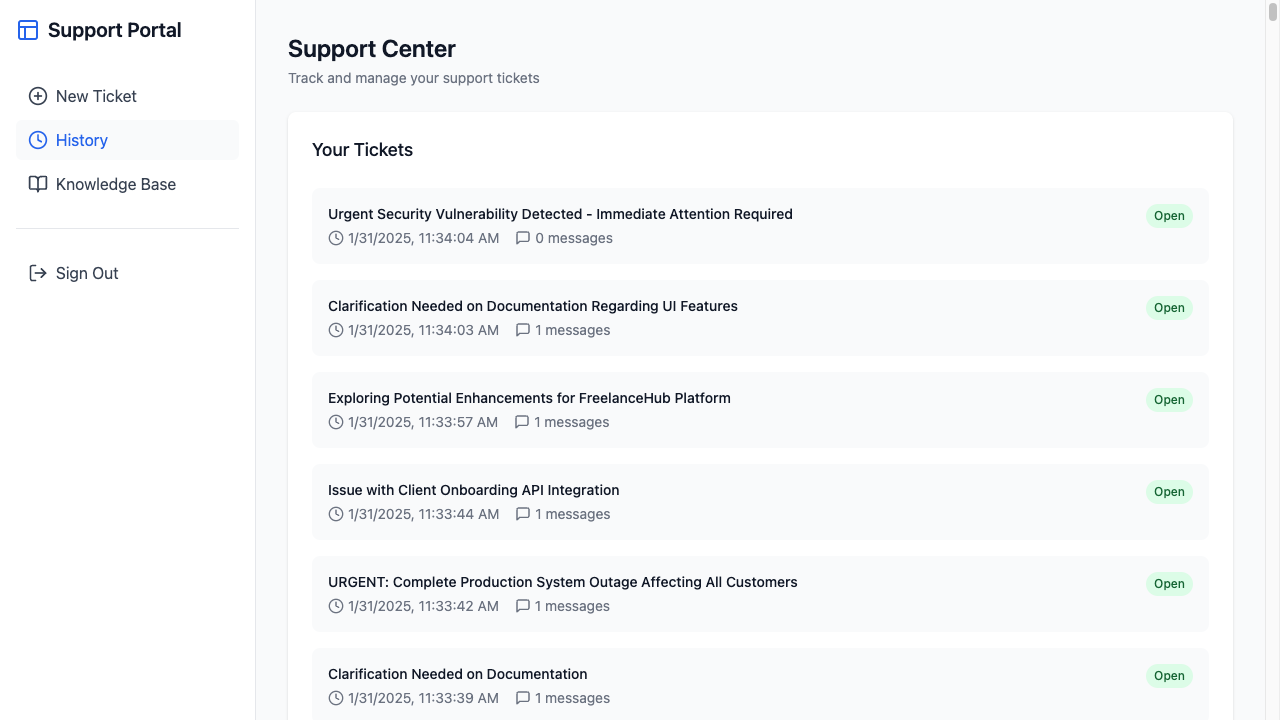 Support Portal
New Ticket
History
Knowledge Base
Sign Out
Support Center
Track and manage your support tickets
Your Tickets
Urgent Security Vulnerability Detected - Immediate Attention Required
Open
1/31/2025, 11:34:04 AM 0 messages
Clarification Needed on Documentation Regarding UI Features
Open
1/31/2025, 11:34:03 AM 1 messages
Exploring Potential Enhancements for FreelanceHub Platform
Open
1/31/2025, 11:33:57 AM 1 messages
Issue with Client Onboarding API Integration
Open
1/31/2025, 11:33:44 AM 1 messages
URGENT: Complete Production System Outage Affecting All Customers
Open
1/31/2025, 11:33:42 AM 1 messages
Clarification Needed on Documentation
Open
1/31/2025, 11:33:39 AM 1 messages